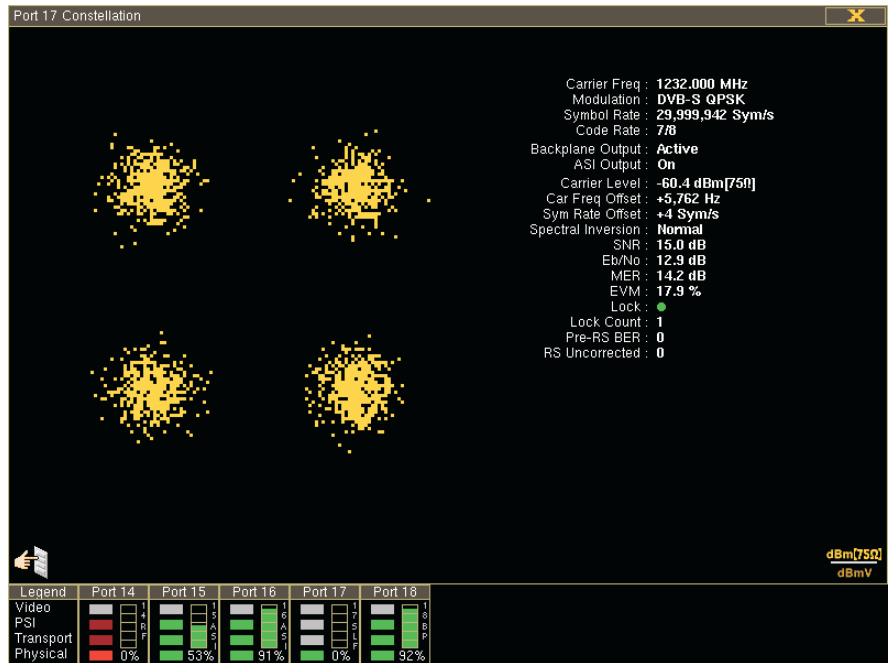 Port 17 Constellation
X
Carrier Freq : 1232.000 MHz
Modulation : DVB-S QPSK
Symbol Rate : 29,999,942 Sym/s
Code Rate : 7/8
Backplane Output : Active
ASI Output : On
Carrier Level : -60.4 dBm[75Ω]
Car Freq Offset : +5,762 Hz
Sym Rate Offset : +4 Sym/s
Spectral Inversion : Normal
SNR : 15.0 dB
Eb/No : 12.9 dB
MER : 14.2 dB
EVM : 17.9 %
Lock :
Lock Count : 1
Pre-RS BER : 0
RS Uncorrected : 0
dBm[75Ω]
dBmV
Legend Port 14 Port 15 Port 16 Port 17 Port 18
Video
PSI
Transport
Physical
14RF
0%
15ASI
53%
16ASI
91%
17SLF
0%
18BP
92%